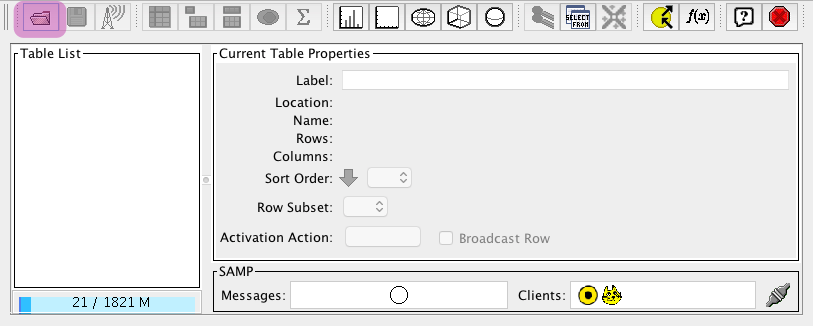 Σ
SELECT
FROM
f(x)
?
Table List
Current Table Properties
Label:
Location:
Name:
Rows:
Columns:
Sort Order:
Row Subset:
Activation Action:
Broadcast Row
SAMP
21 / 1821 M
Messages:
Clients: